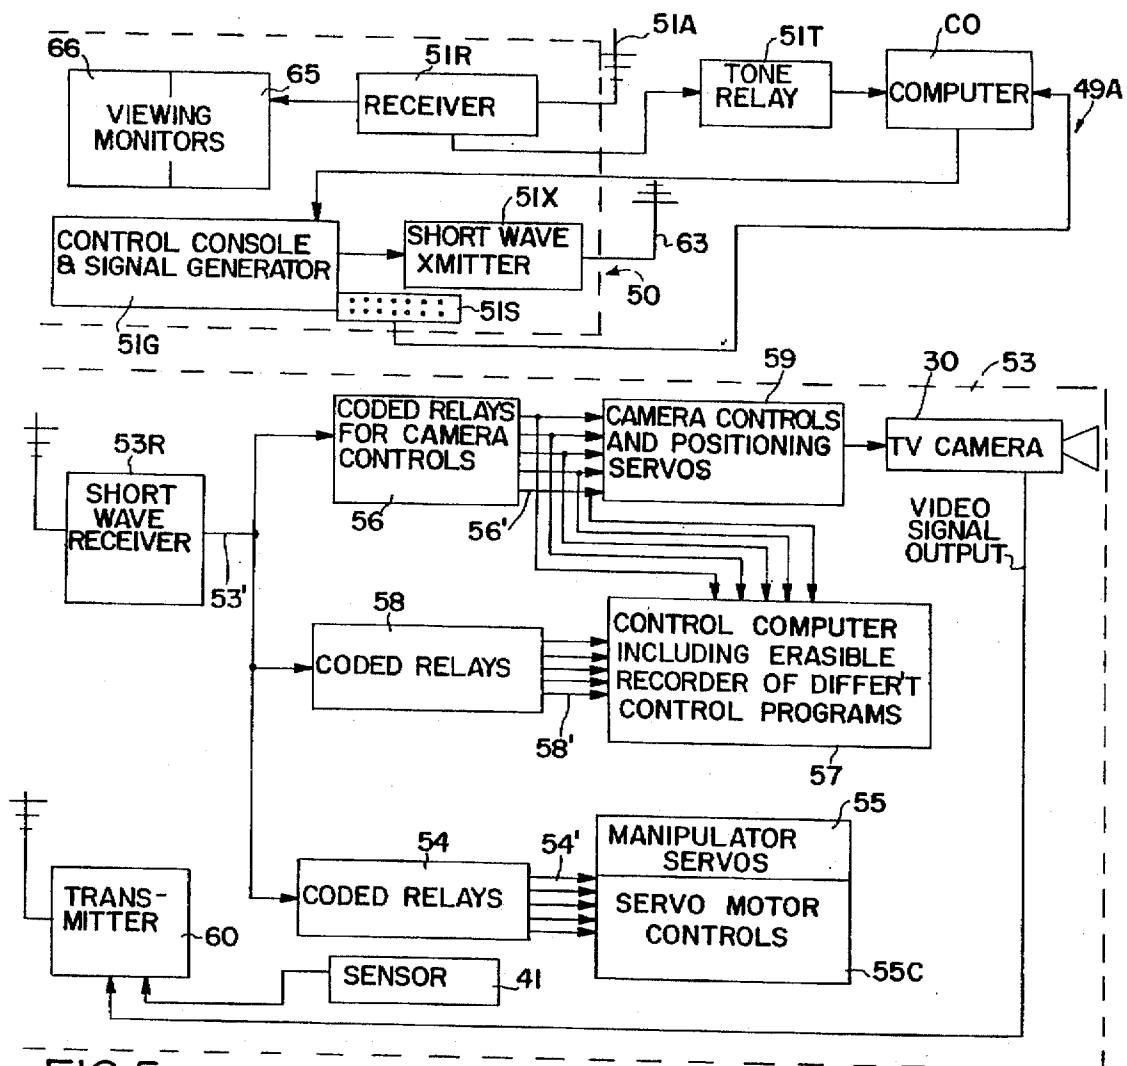 66
65
51R
51A
51T
CO
VIEWING
MONITORS
RECEIVER
TONE
RELAY
COMPUTER
49A
51X
CONTROL CONSOLE
& SIGNAL GENERATOR
SHORT WAVE
XMITTER
63
50
51S
51G
59
30
53
53R
CODED RELAYS
FOR CAMERA
CONTROLS
CAMERA CONTROLS
AND POSITIONING
SERVOS
TV CAMERA
SHORT
WAVE
RECEIVER
56
56'
VIDEO
SIGNAL
OUTPUT
53'
58
CODED RELAYS
CONTROL COMPUTER
INCLUDING ERASIBLE
RECORDER OF DIFFER'T
CONTROL PROGRAMS
58'
57
55
54
54'
MANIPULATOR
SERVOS
TRANS-
MITTER
60
CODED RELAYS
SERVO MOTOR
CONTROLS
SENSOR
41
55C